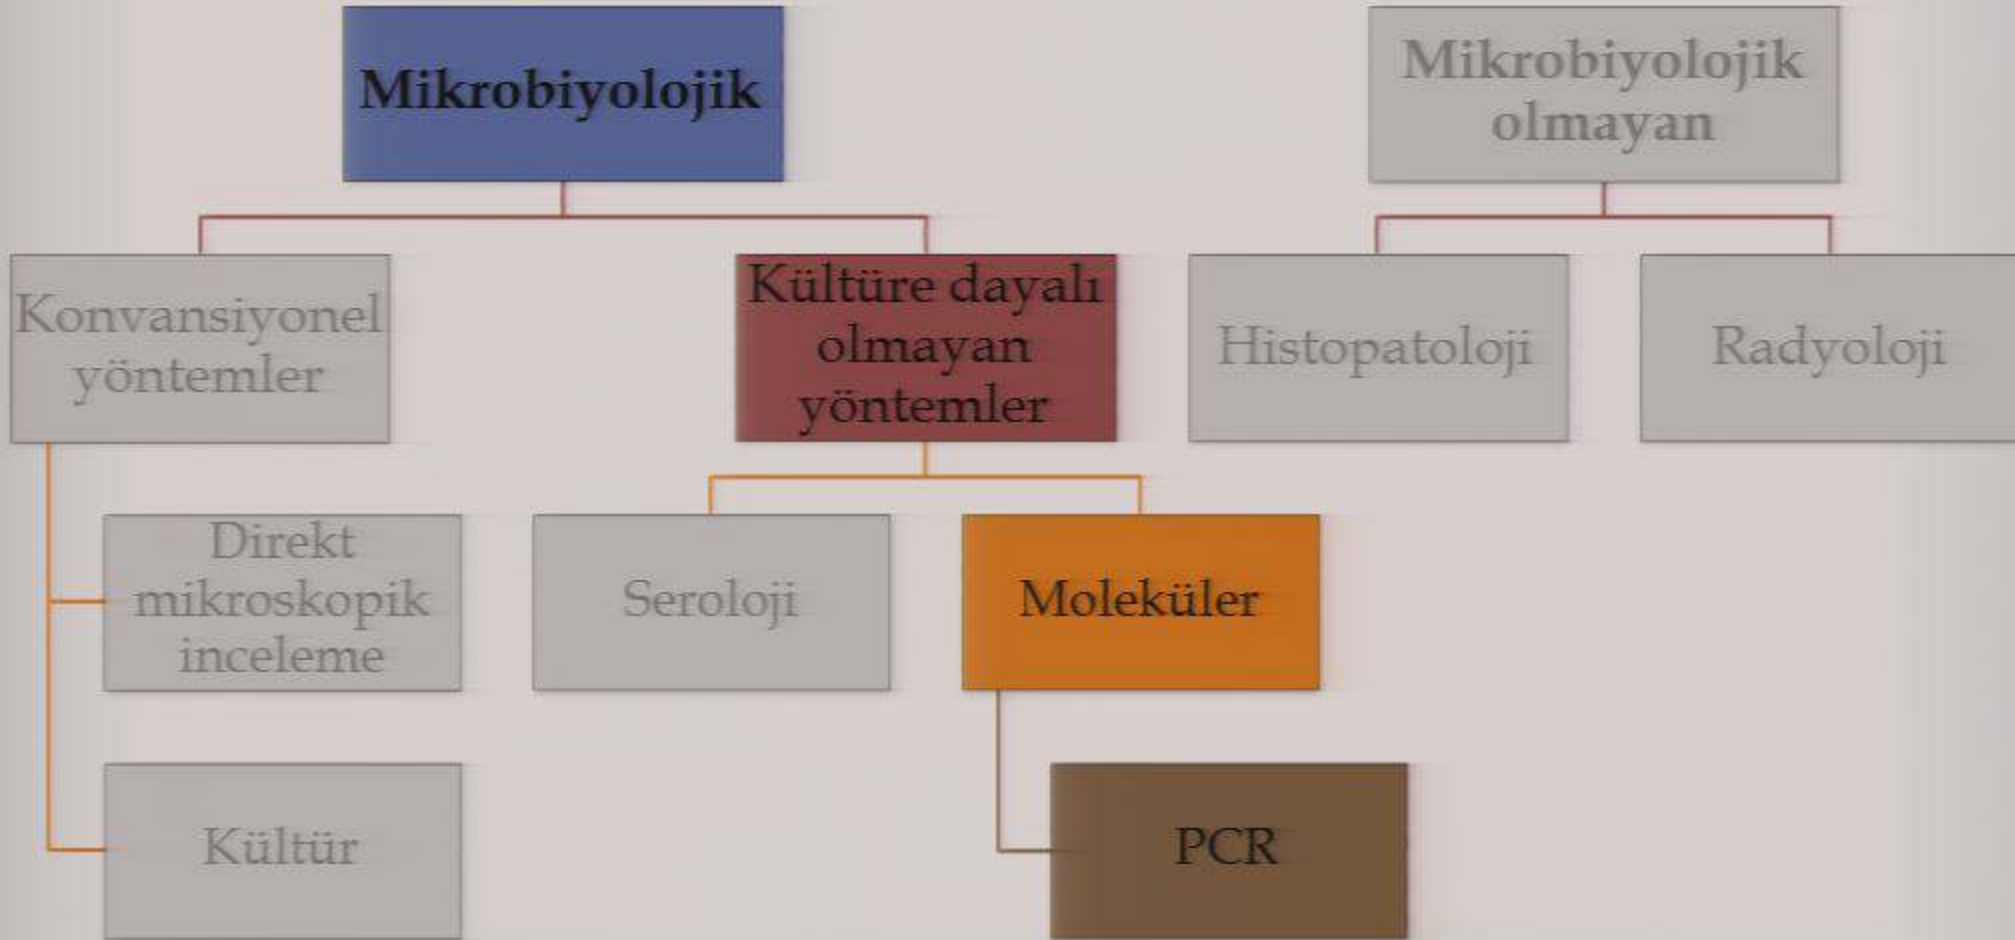 Mikrobiyolojik
Mikrobiyolojik
olmayan
Konvansiyonel
yöntemler
Kültüre dayalı
olmayan
yöntemler
Histopatoloji
Radyoloji
Direkt
mikroskopik
inceleme
Seroloji
Moleküler
Kültür
PCR